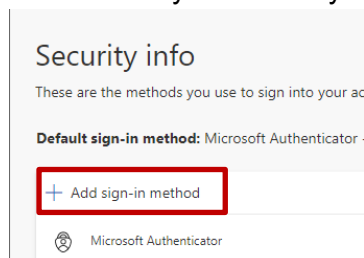 Security info
These are the methods you use to sign into your
Default sign-in method: Microsoft Authenticator
+ Add sign-in method
Microsoft Authenticator